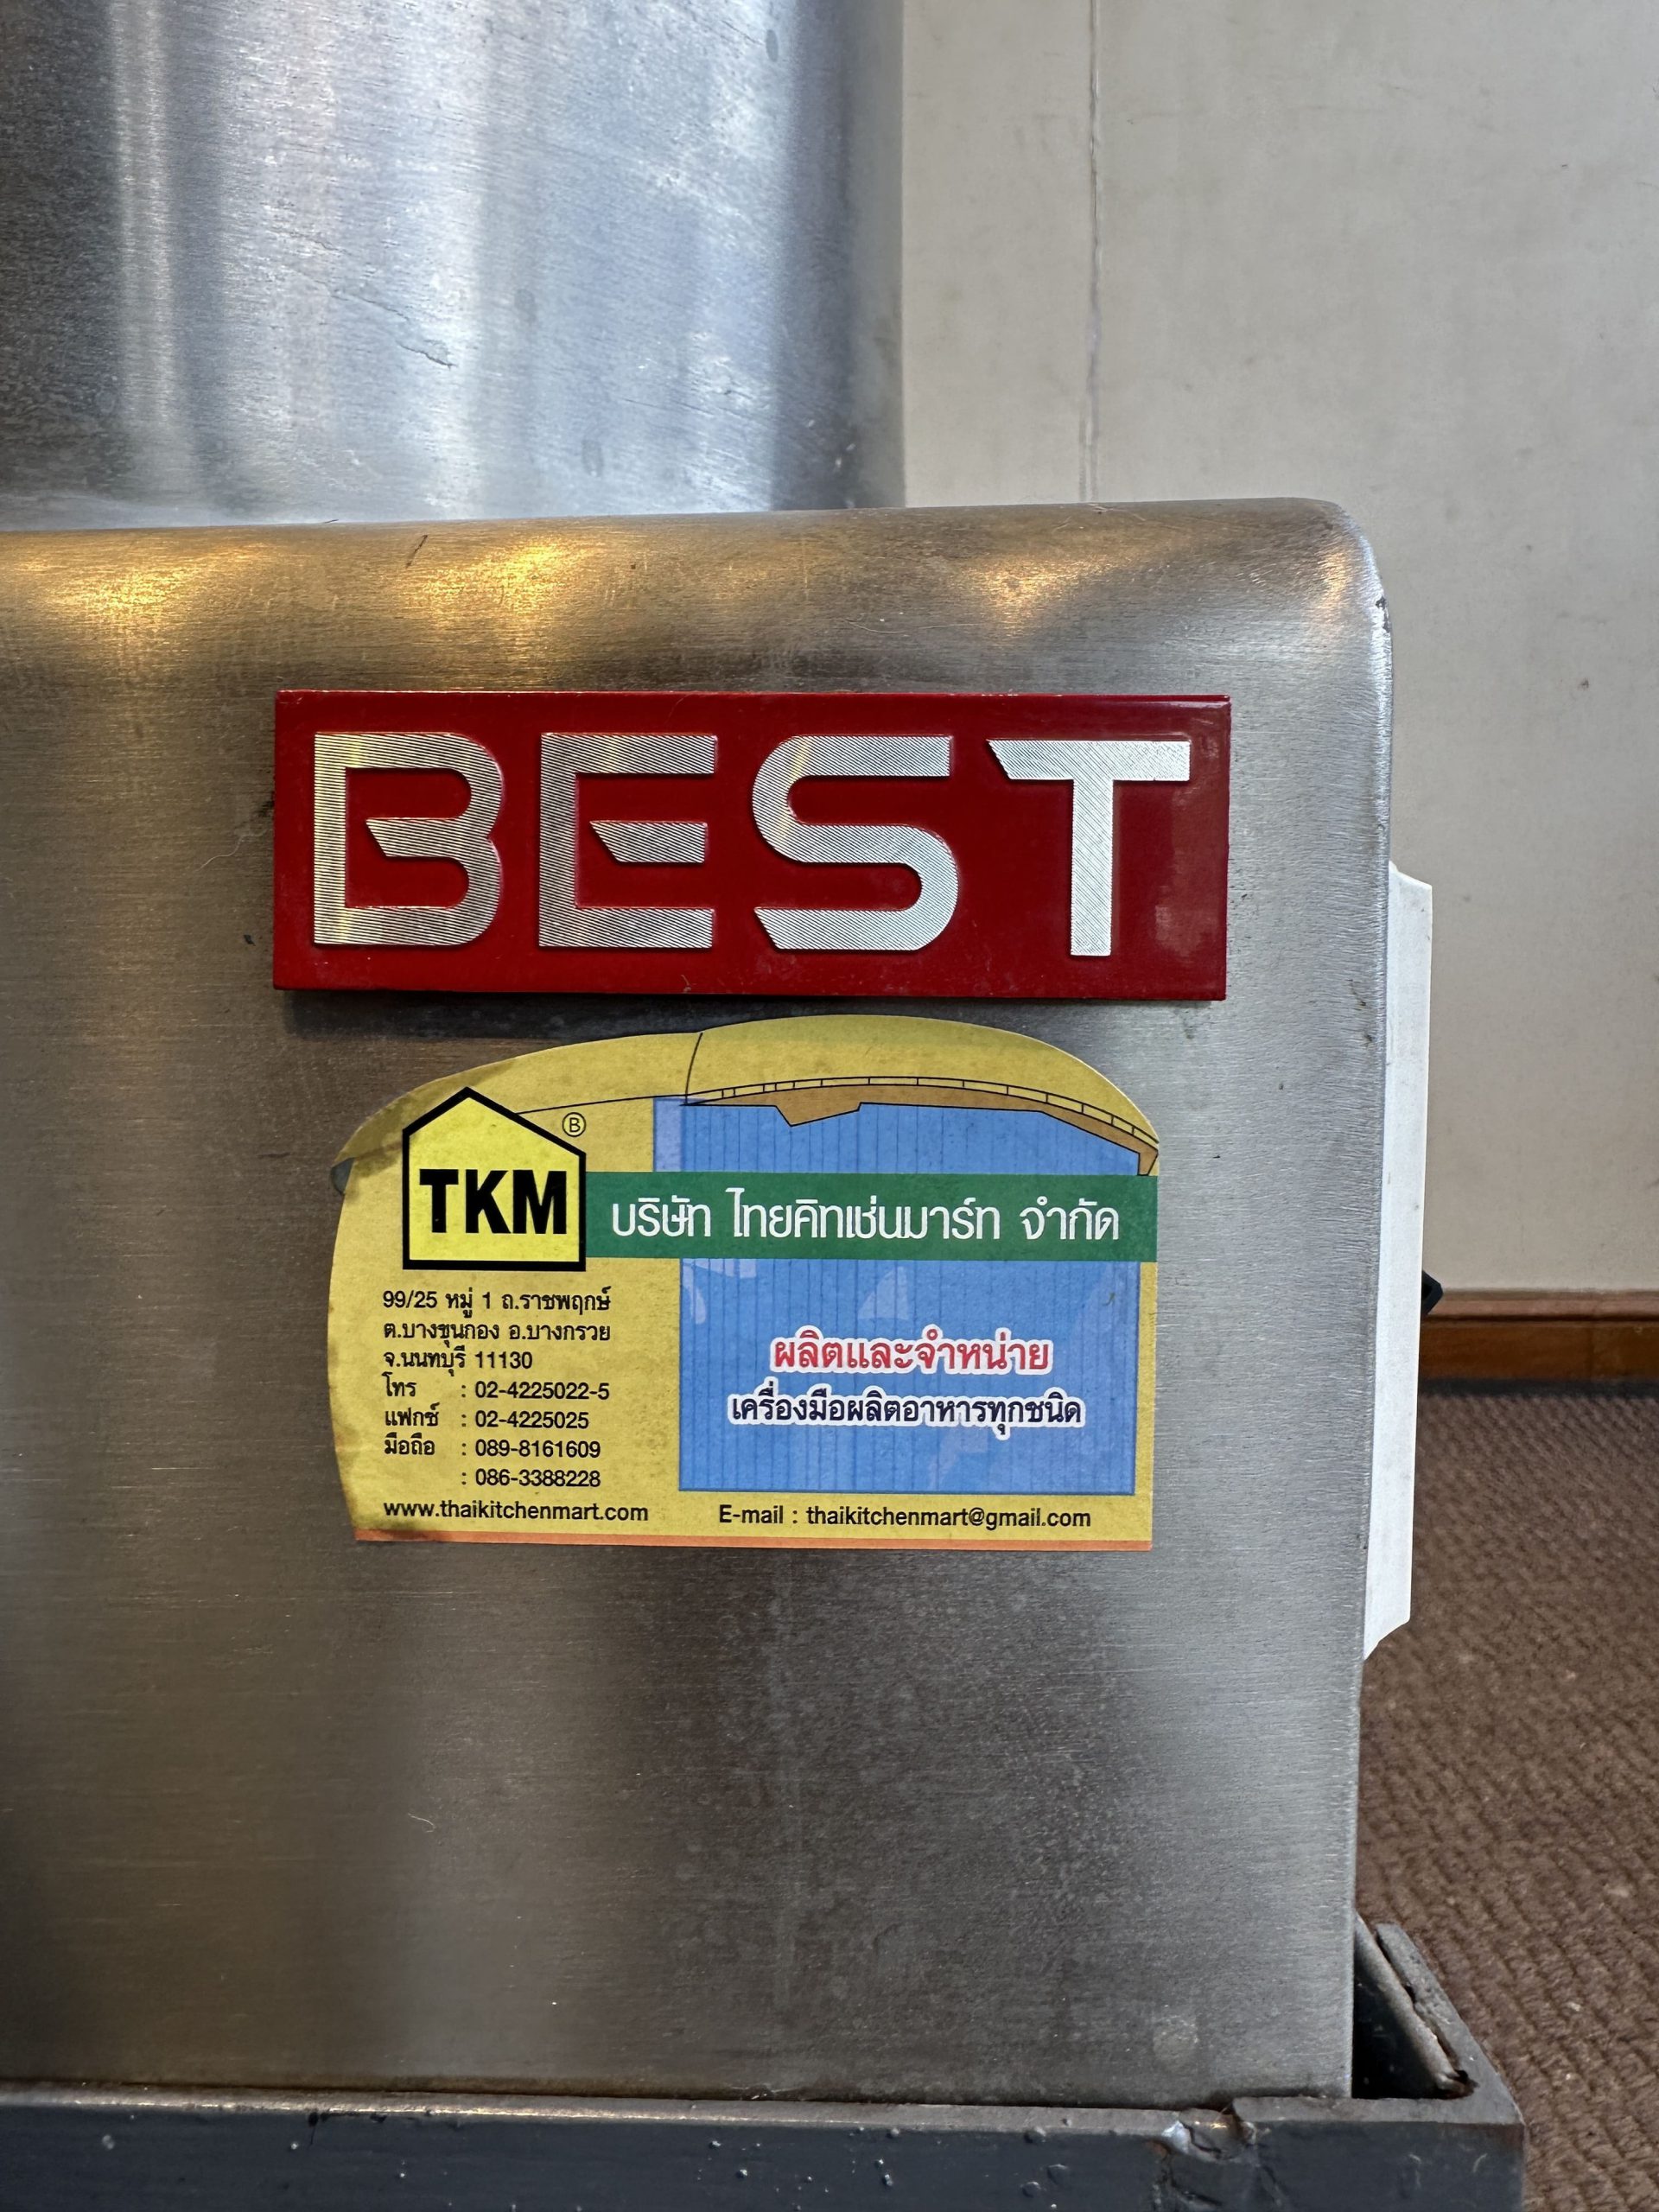 BEST
TKM
B
บริษัท ไทยคิทเช่นมาร์ท จำกัด
99/25 หมู่ 1 ถ.ราชพฤกษ์
ต.บางขุนกอง อ.บางกรวย
จ.นนทบุรี 11130
โทร : 02-4225022-5
แฟกซ์ : 02-4225025
มือถือ : 089-8161609
: 086-3388228
www.thaikitchenmart.com
ผลิตและจำหน่าย
เครื่องมือผลิตอาหารทุกชนิด
E-mail : thaikitchenmart@gmail.com